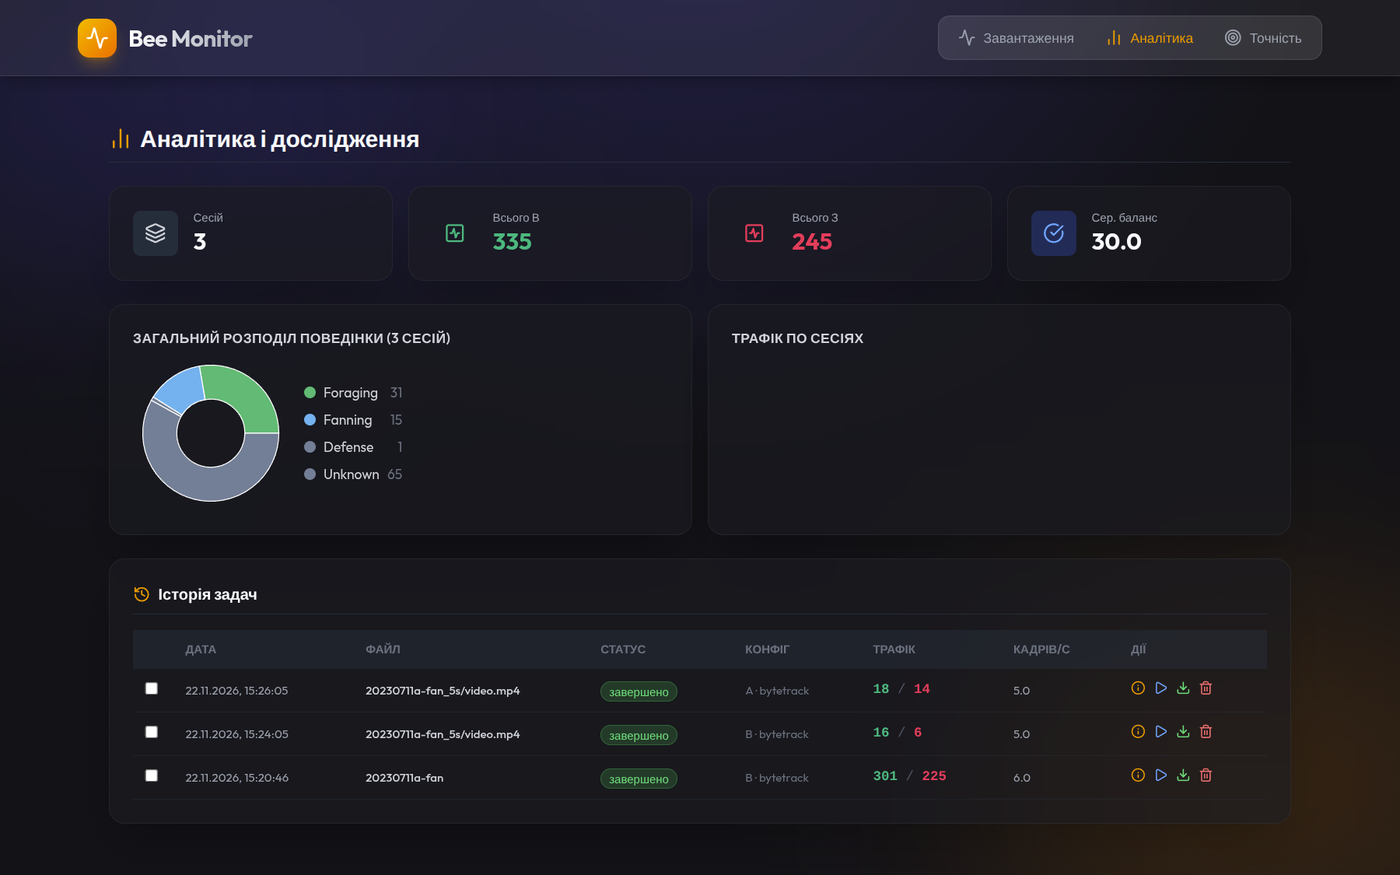 Bee Monitor
Завантаження Аналітика Точність
Аналітика і дослідження
Сесій
3
Всього В
335
Всього З
245
Сер. баланс
30.0
ЗАГАЛЬНИЙ РОЗПОДІЛ ПОВЕДІНКИ (3 СЕСІЙ)
Foraging 31
Fanning 15
Defense 1
Unknown 65
ТРАФІК ПО СЕСІЯХ
Історія задач
ДАТА ФАЙЛ СТАТУС КОНФІГ ТРАФІК КАДРІВ/С ДІЇ
22.11.2026, 15:26:05 20230711a-fan_5s/video.mp4 завершено A · bytetrack 18 / 14 5.0
22.11.2026, 15:24:05 20230711a-fan_5s/video.mp4 завершено B · bytetrack 16 / 6 5.0
22.11.2026, 15:20:46 20230711a-fan завершено B · bytetrack 301 / 225 6.0